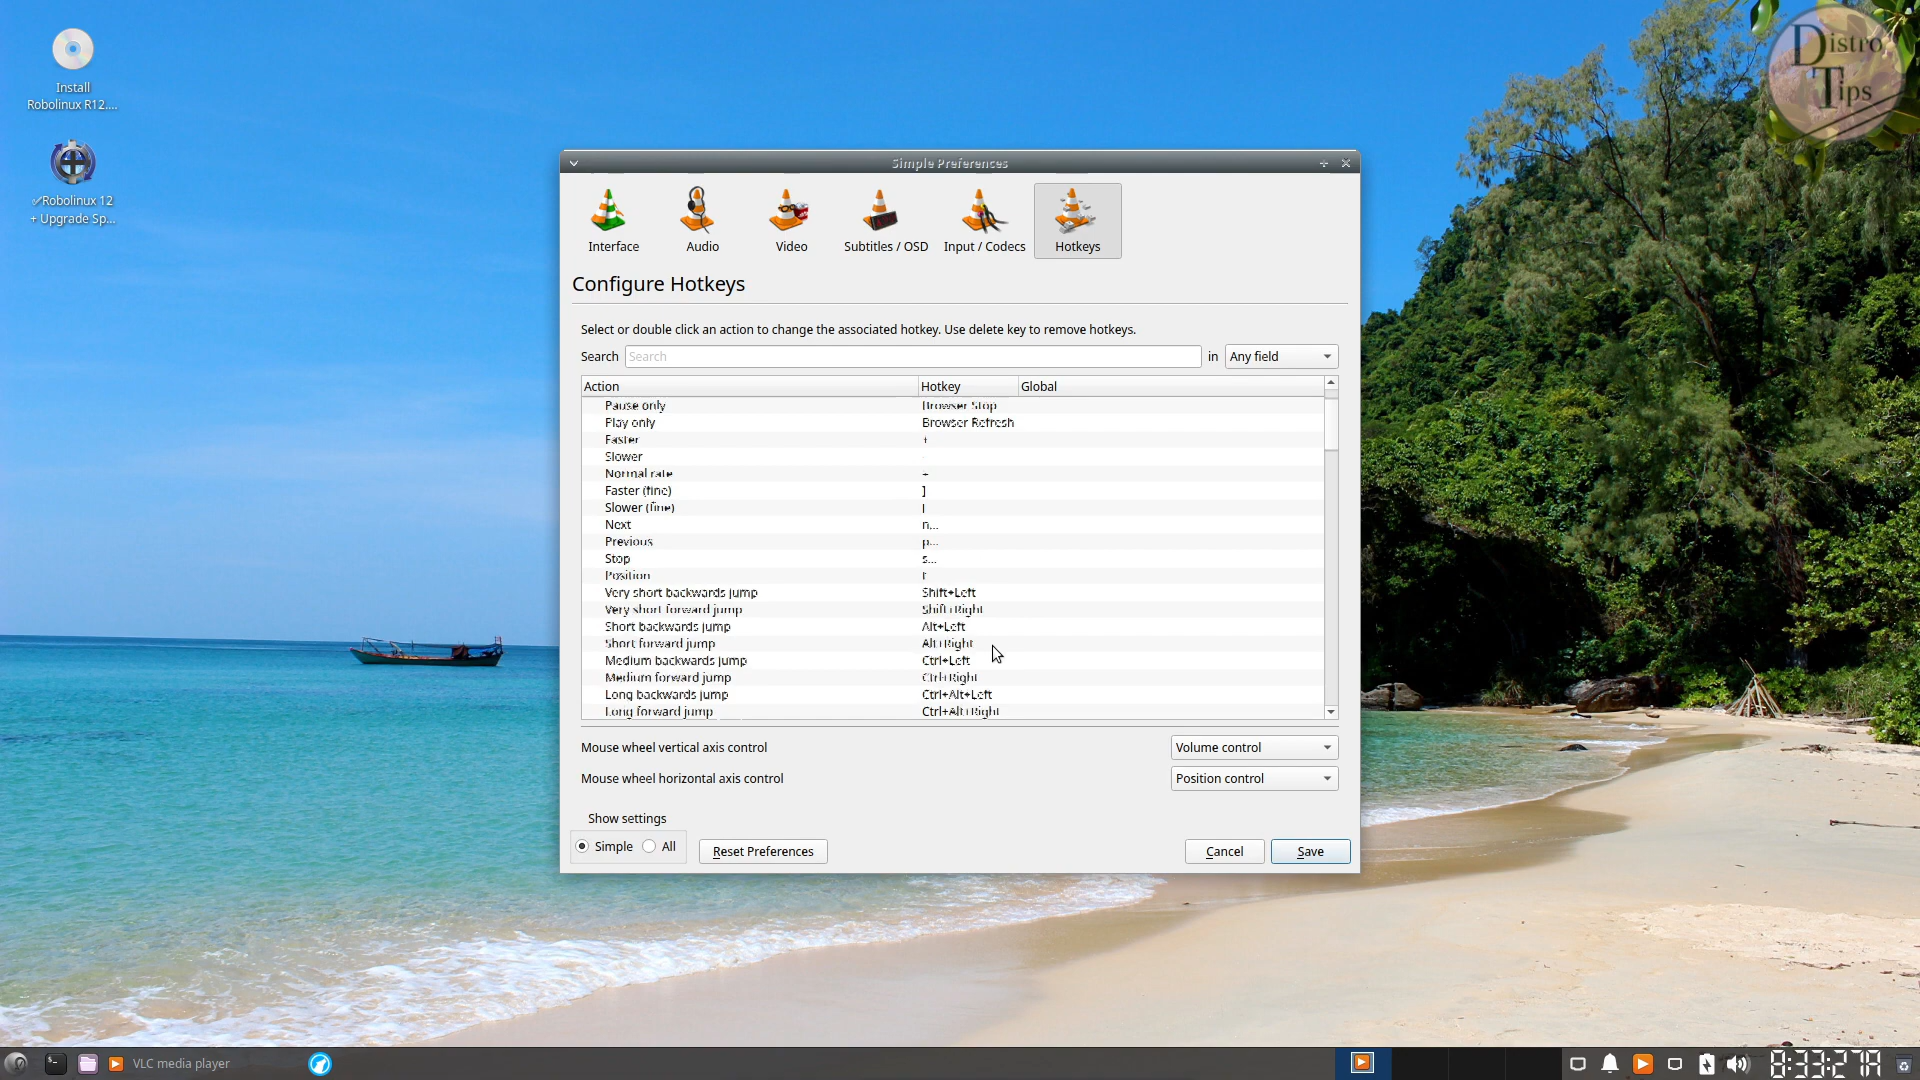 Distro
Tips
Install
Robolinux R12....
✓Robolinux 12
+ Upgrade Sp...
Simple Preferences
Interface
Audio
Video
Subtitles / OSD
Input / Codecs
Hotkeys
Configure Hotkeys
Select or double click an action to change the associated hotkey. Use delete key to remove hotkeys.
Search Search in Any field
Action Hotkey Global
Pause only Browser Stop
Play only Browser Refresh
Faster +
Slower
Normal rate
Faster (fine) ]
Slower (fine)
Next n...
Previous p...
Stop s...
Position t
Very short backwards jump Shift+Left
Very short forward jump Shift+Right
Short backwards jump Alt+Left
Short forward jump Alt+Right
Medium backwards jump Ctrl+Left
Medium forward jump Ctrl+Right
Long backwards jump Ctrl+Alt+Left
Long forward jump Ctrl+Alt+Right
Mouse wheel vertical axis control Volume control
Mouse wheel horizontal axis control Position control
Show settings
Simple All Reset Preferences Cancel Save
VLC media player